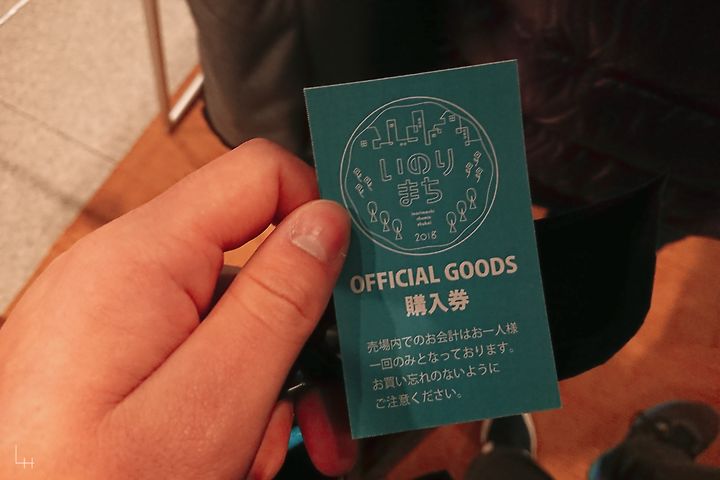 いのり
まち
2018
OFFICIAL GOODS
購入券
売場内でのお会計はお一人様
一回のみとなっております。
お買い忘れのないように
ご注意ください。
LH